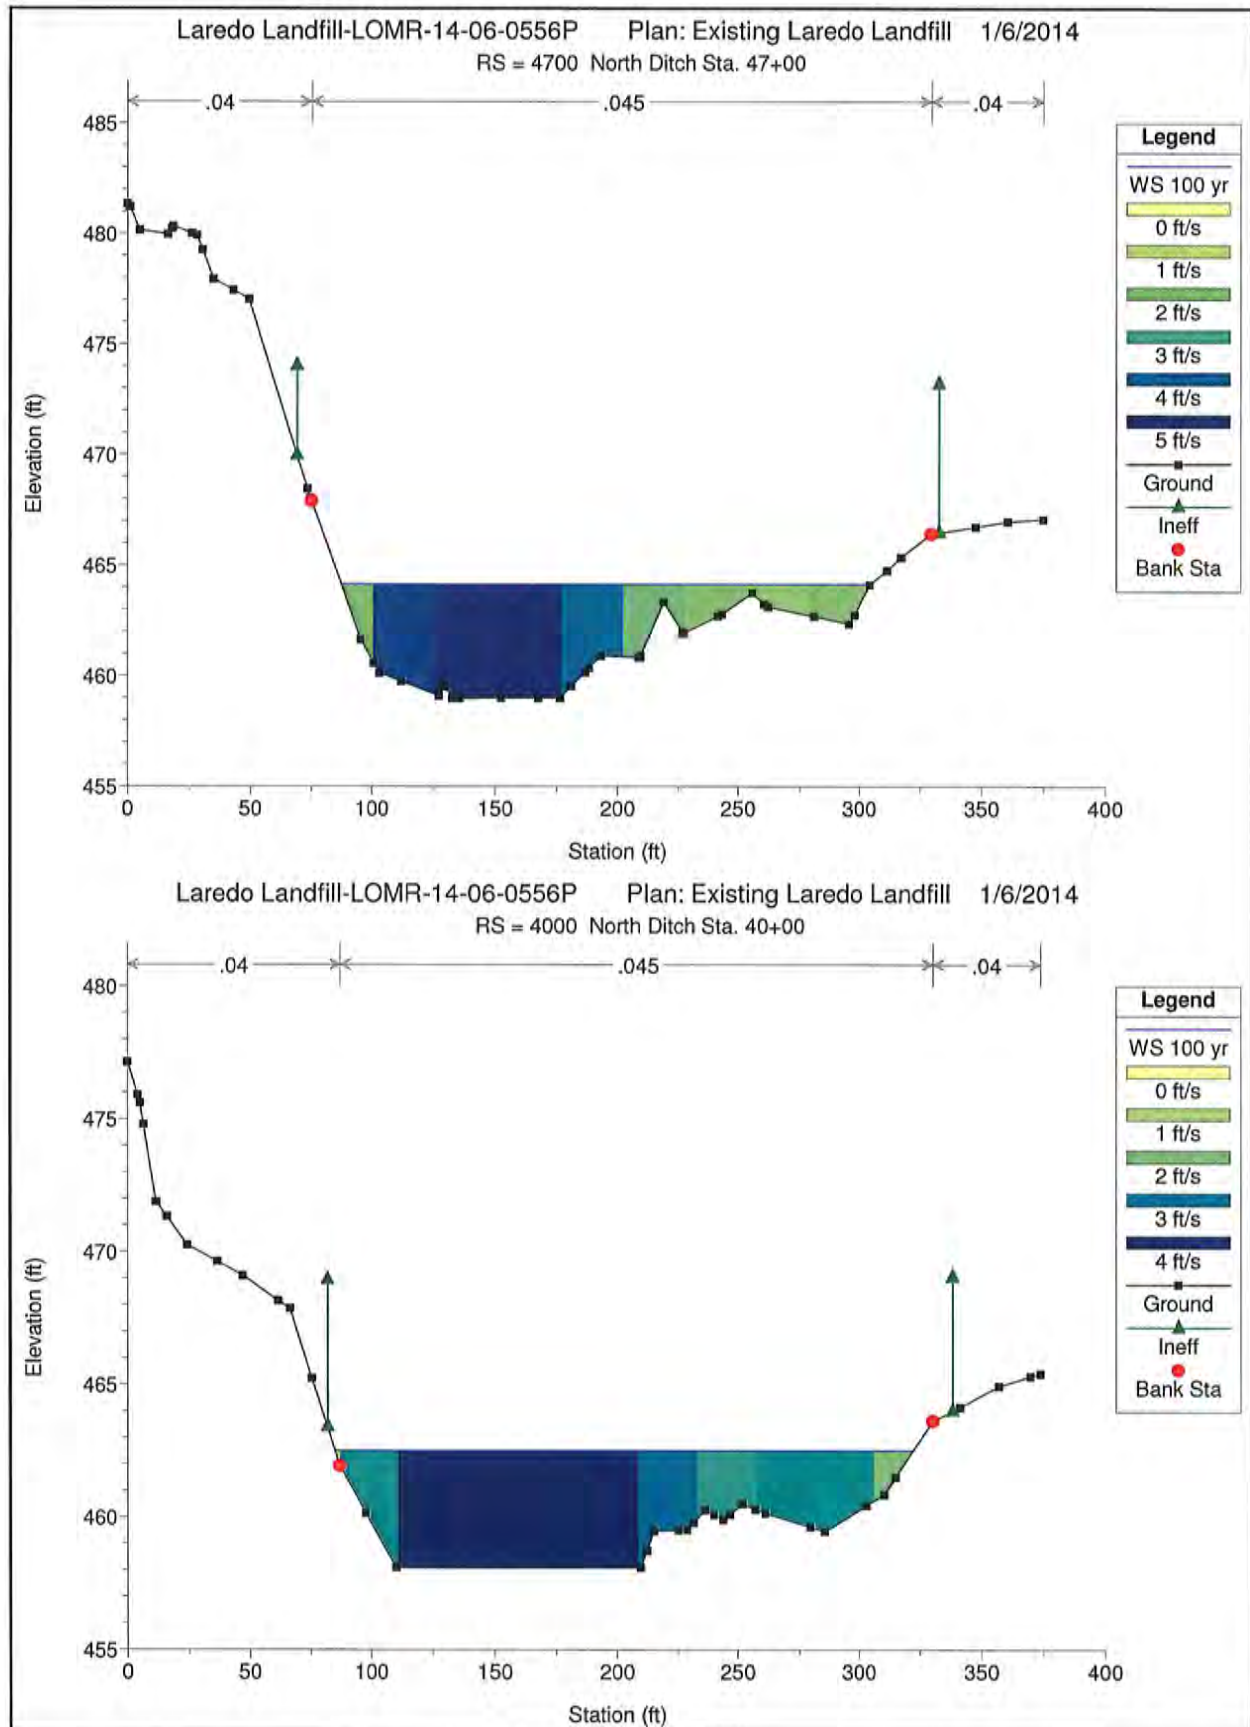 Laredo Landfill-LOMR-14-06-0556P Plan: Existing Laredo Landfill 1/6/2014
RS = 4700 North Ditch Sta. 47+00
.04 .045 .04
485
480
475
470
465
460
455
Elevation (ft)
0 50 100 150 200 250 300 350 400
Station (ft)
Legend
WS 100 yr
0 ft/s
1 ft/s
2 ft/s
3 ft/s
4 ft/s
5 ft/s
Ground
Ineff
Bank Sta
Laredo Landfill-LOMR-14-06-0556P Plan: Existing Laredo Landfill 1/6/2014
RS = 4000 North Ditch Sta. 40+00
.04 .045 .04
480
475
470
465
460
455
Elevation (ft)
0 50 100 150 200 250 300 350 400
Station (ft)
Legend
WS 100 yr
0 ft/s
1 ft/s
2 ft/s
3 ft/s
4 ft/s
Ground
Ineff
Bank Sta